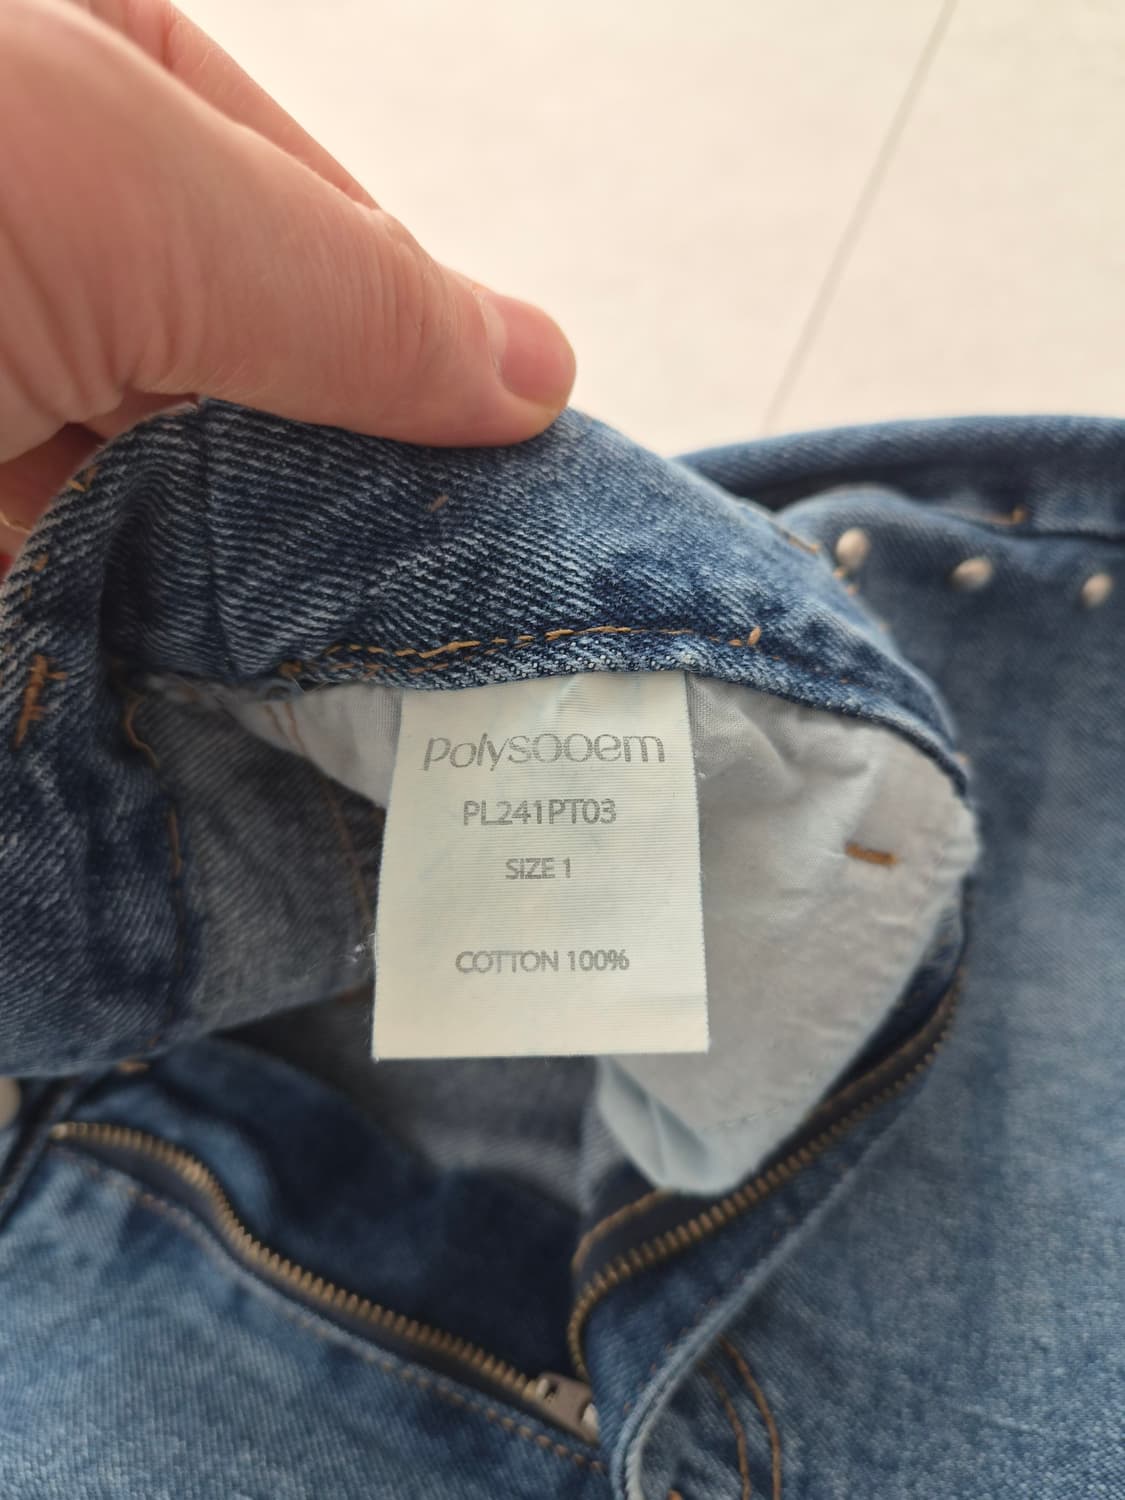 polysooem
PL241PT03
SIZE 1
COTTON 100%